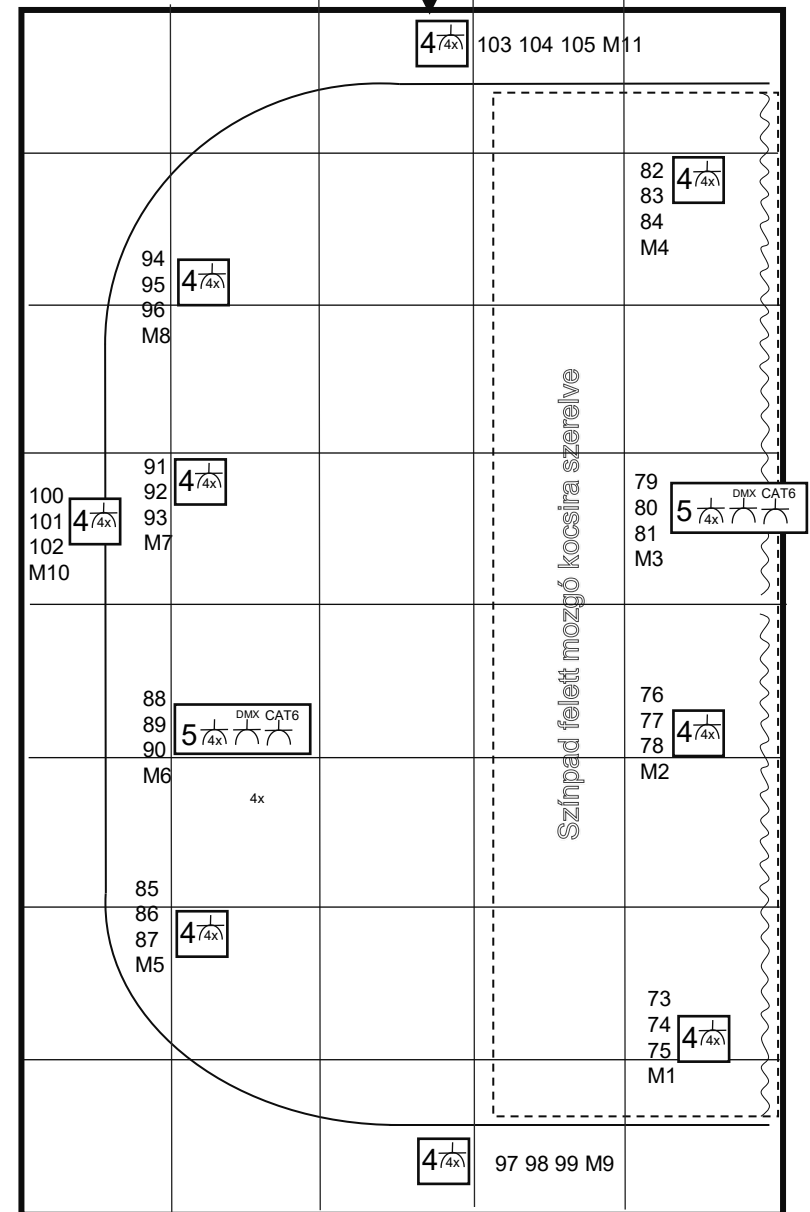 4 4x 103 104 105 M11
82
83
84
M4
4 4x
94
95
96
M8
4 4x
91
92
93
M7
4 4x
100
101
102
M10
4 4x
79
80
81
M3
5 4x DMX CAT6
Színpad felett mozgó kocsira szerelve
88
89
90
M6
5 4x DMX CAT6
4x
76
77
78
M2
4 4x
85
86
87
M5
4 4x
73
74
75
M1
4 4x
4 4x 97 98 99 M9